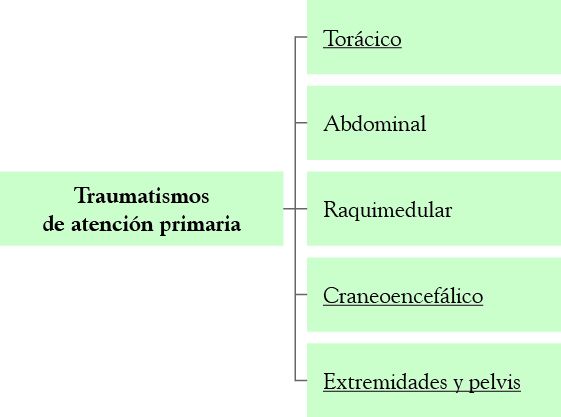 Traumatismos
de atención primaria
Torácico
Abdominal
Raquimedular
Craneoencefálico
Extremidades y pelvis